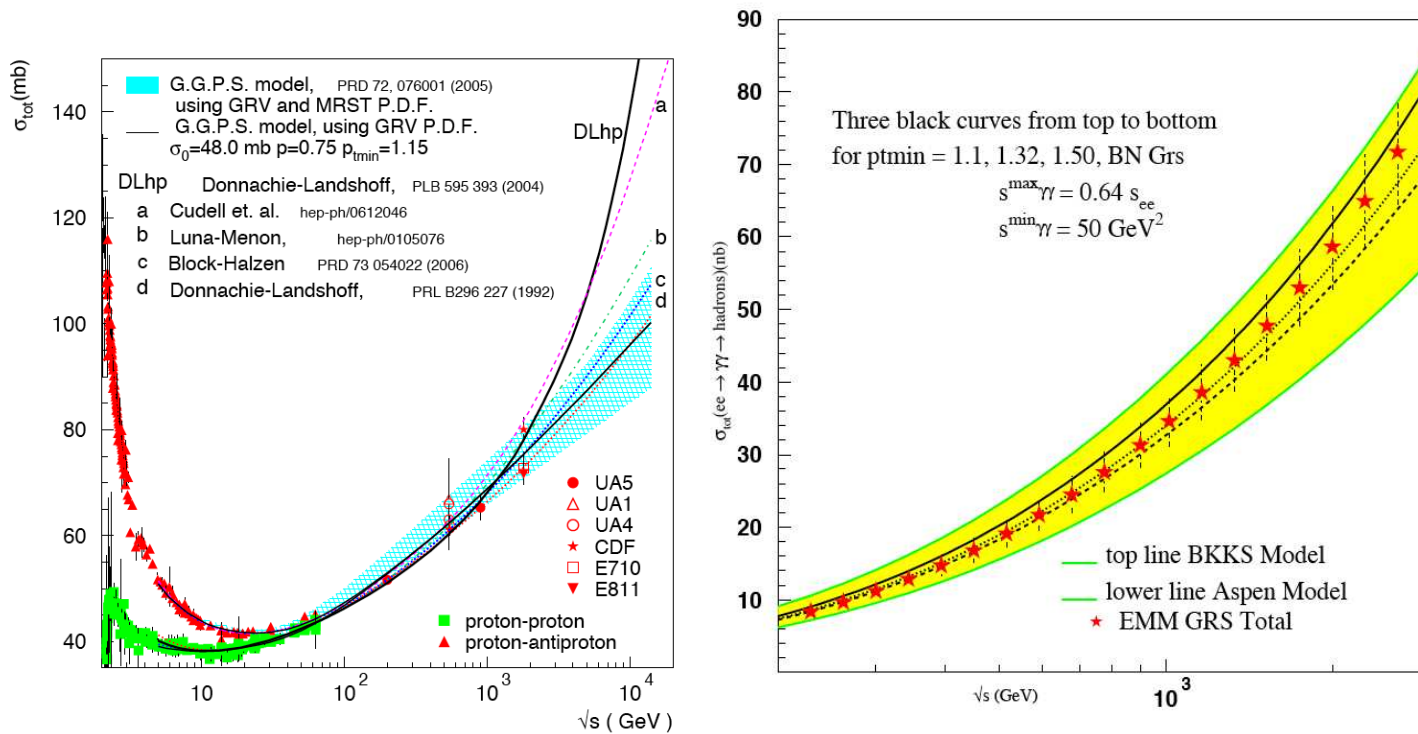 σtot(mb)
140
120
100
80
60
40
10
10²
10³
10⁴
√s ( GeV )
G.G.P.S. model, PRD 72, 076001 (2005)
using GRV and MRST P.D.F.
G.G.P.S. model, using GRV P.D.F.
σ0=48.0 mb p=0.75 ptmin=1.15
DLhp Donnachie-Landshoff, PLB 595 393 (2004)
a Cudell et. al. hep-ph/0612046
b Luna-Menon, hep-ph/0105076
c Block-Halzen PRD 73 054022 (2006)
d Donnachie-Landshoff, PRL B296 227 (1992)
DLhp
a
b
c
d
UA5
UA1
UA4
CDF
E710
E811
proton-proton
proton-antiproton
σtot(ee → γγ → hadrons)(nb)
90
80
70
60
50
40
30
20
10
√s (GeV)
10³
Three black curves from top to bottom
for ptmin = 1.1, 1.32, 1.50, BN Grs
s^maxγγ = 0.64 s_ee
s^minγγ = 50 GeV²
top line BKKS Model
lower line Aspen Model
EMM GRS Total